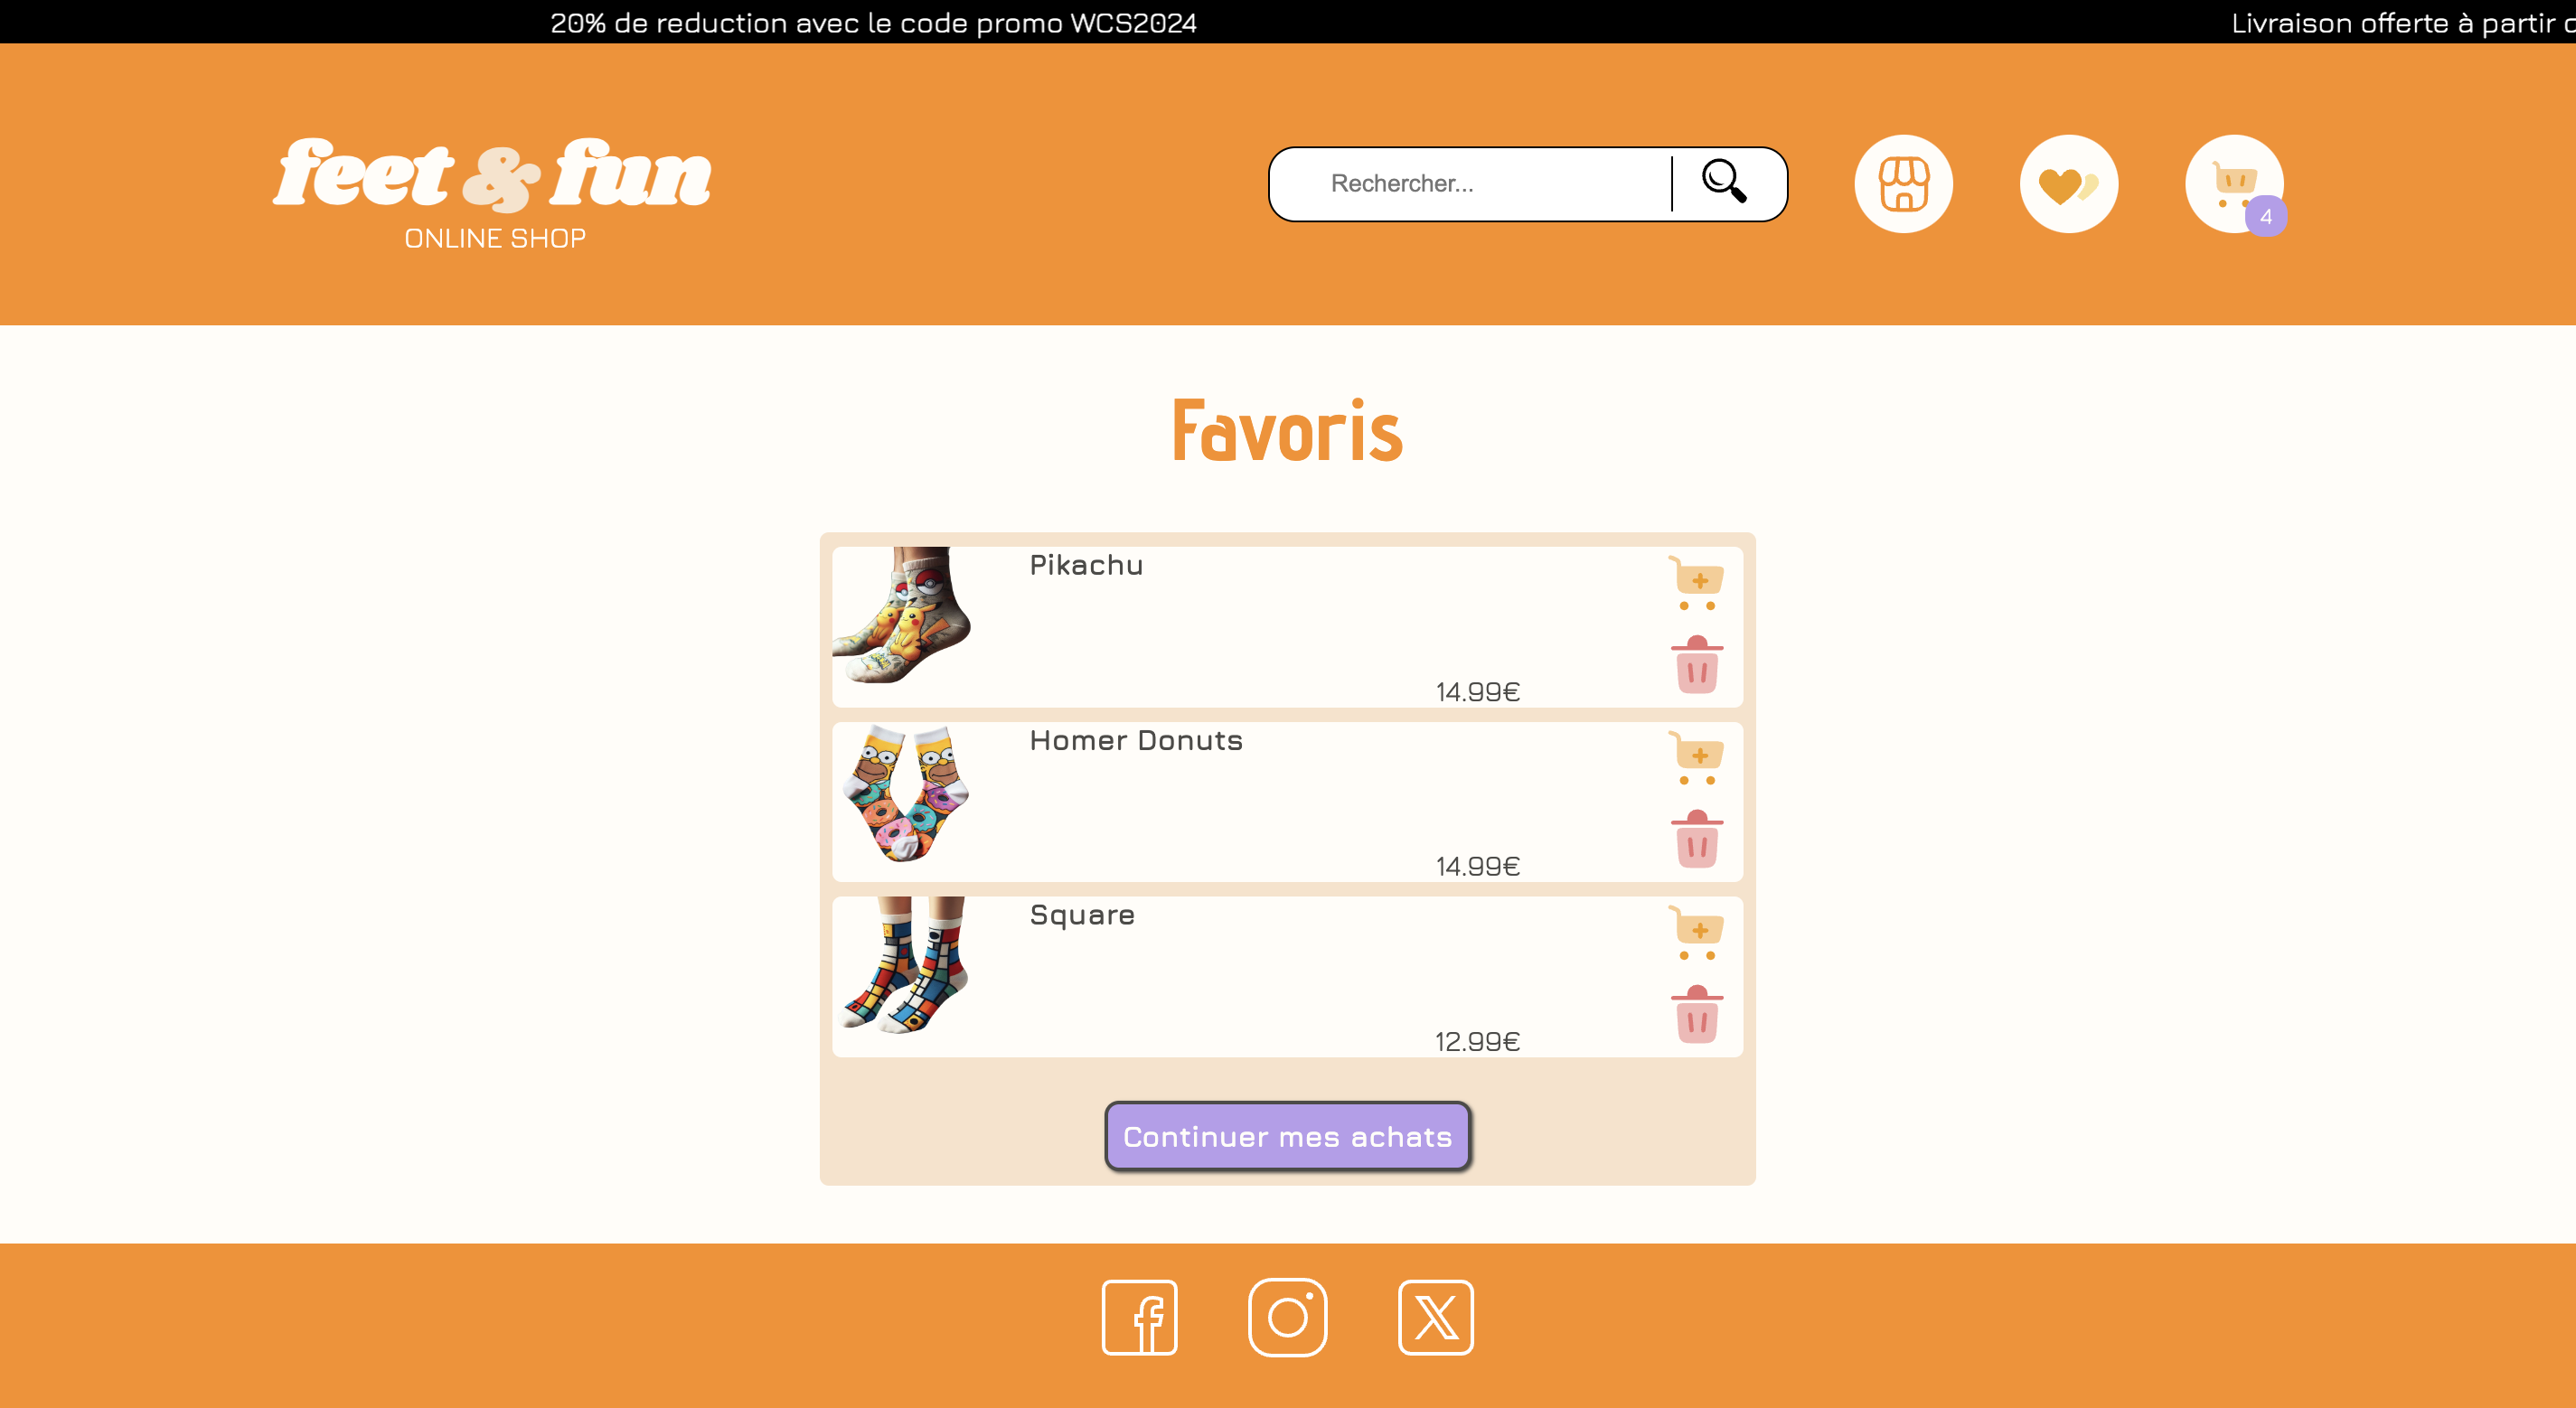 20% de reduction avec le code promo WCS2024
Livraison offerte à partir
feet & fun
ONLINE SHOP
Rechercher...
4
Favoris
Pikachu
14.99€
Homer Donuts
14.99€
Square
12.99€
Continuer mes achats